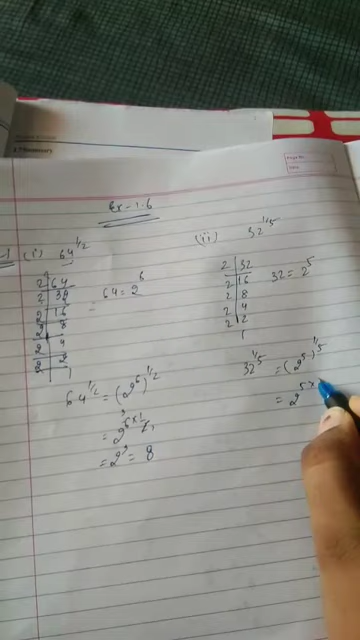 Ex-1.6
(i) 64^1/2
2 | 64
2 | 32
2 | 16
2 | 8
2 | 4
2 | 2
1
64 = 2^6
64^1/2 = (2^6)^1/2
= 2^6×1/2
= 2^3 = 8
(ii) 32^1/5
2 | 32
2 | 16
2 | 8
2 | 4
2 | 2
1
32 = 2^5
32^1/5 = (2^5)^1/5
= 2^5×